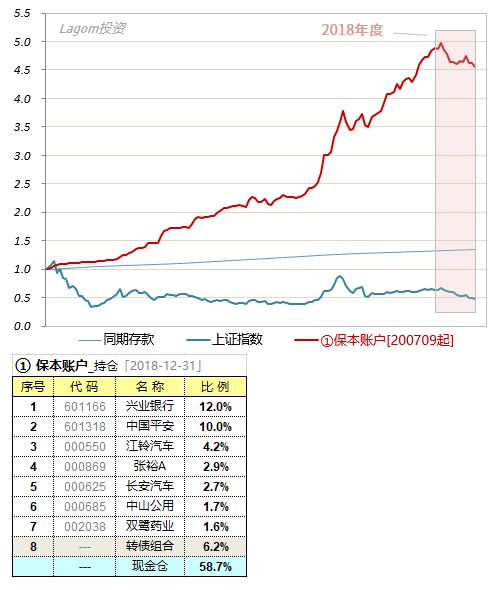 5.5
Lagom投资
2018年度
5.0
4.5
4.0
3.5
3.0
2.5
2.0
1.5
1.0
0.5
0.0
同期存款 上证指数 ①保本账户[200709起]
① 保本账户_持仓「2018-12-31」
序号 代 码 名 称 比 例
1 601166 兴业银行 12.0%
2 601318 中国平安 10.0%
3 000550 江铃汽车 4.2%
4 000869 张裕A 2.9%
5 000625 长安汽车 2.7%
6 000685 中山公用 1.7%
7 002038 双鹭药业 1.6%
8 --- 转债组合 6.2%
--- 现金仓 58.7%